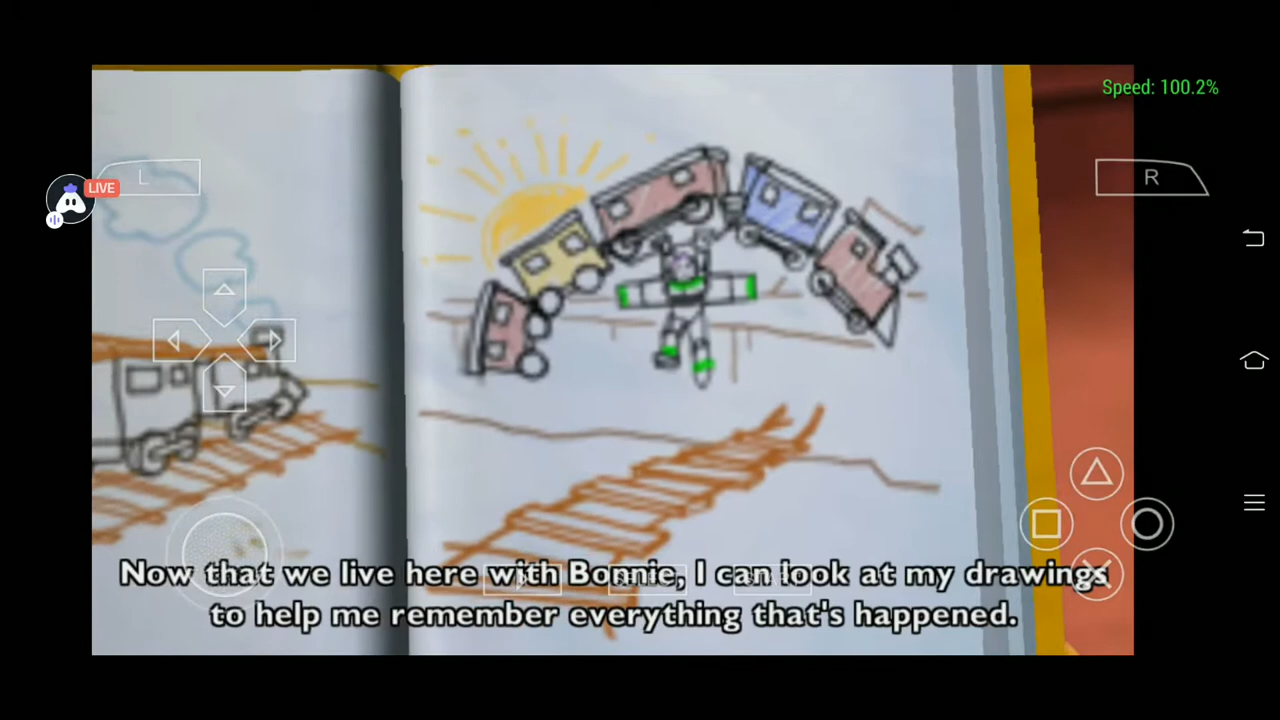 Speed: 100.2%
L
LIVE
R
Now that we live here with Bonnie, I can look at my drawings
to help me remember everything that's happened.